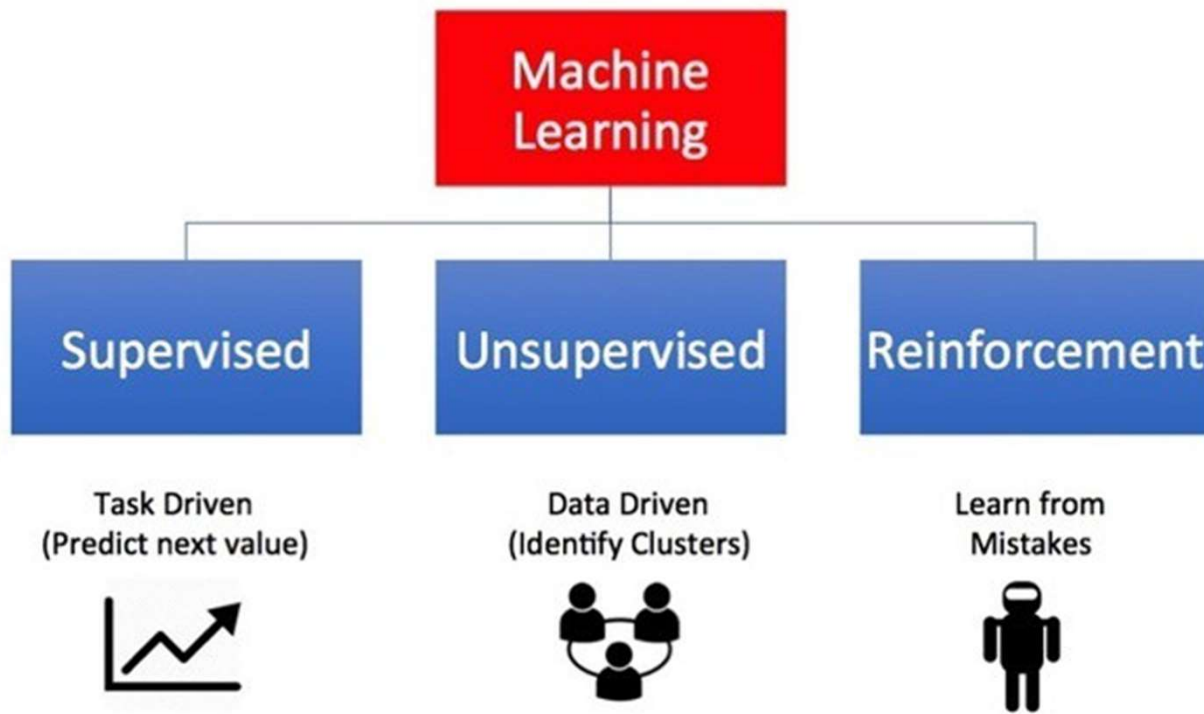 Machine
Learning
Supervised
Unsupervised
Reinforcement
Task Driven
(Predict next value)
Data Driven
(Identify Clusters)
Learn from
Mistakes